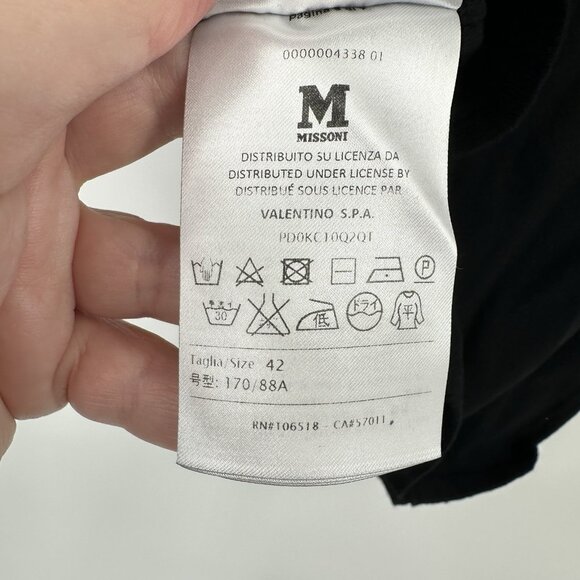 0000004338 01
M
MISSONI
DISTRIBUITO SU LICENZA DA
DISTRIBUTED UNDER LICENSE BY
DISTRIBUÉ SOUS LICENCE PAR
VALENTINO S.P.A.
PD0KC10Q2QT
P
30
低 ドライ 平
Taglia/Size 42
号型: 170/88A
RN#106518 - CA#57011